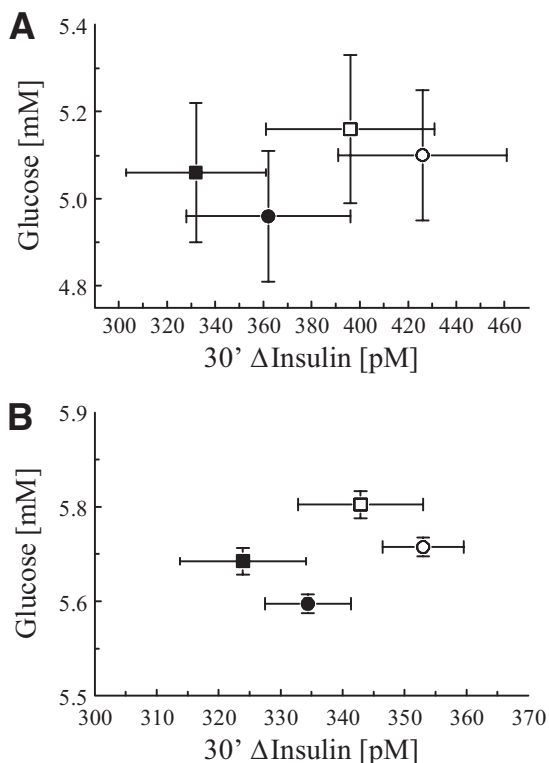 A
5.4
5.2
5.0
4.8
Glucose [mM]
300 320 340 360 380 400 420 440 460
30’ ΔInsulin [pM]
B
5.9
5.8
5.6
5.5
Glucose [mM]
300 310 320 330 340 350 360 370
30’ ΔInsulin [pM]